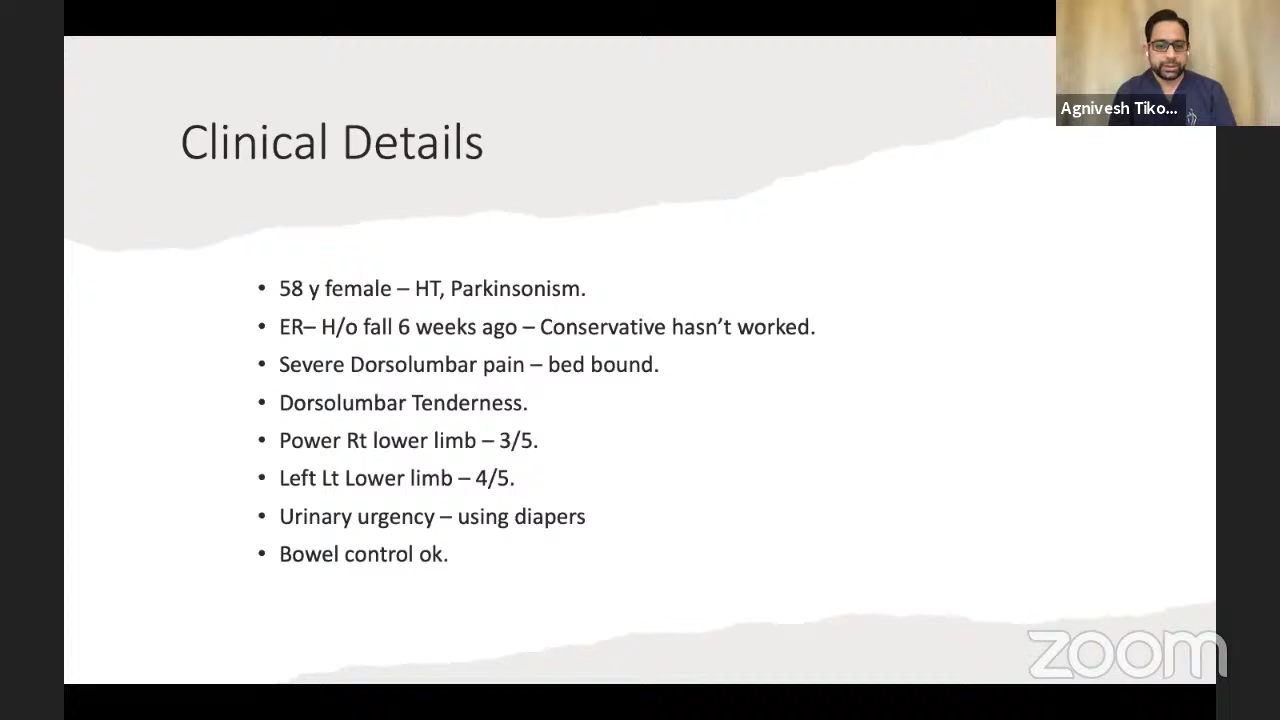 Agnivesh Tiko...
Clinical Details
• 58 y female – HT, Parkinsonism.
• ER– H/o fall 6 weeks ago – Conservative hasn’t worked.
• Severe Dorsolumbar pain – bed bound.
• Dorsolumbar Tenderness.
• Power Rt lower limb – 3/5.
• Left Lt Lower limb – 4/5.
• Urinary urgency – using diapers
• Bowel control ok.
zoom